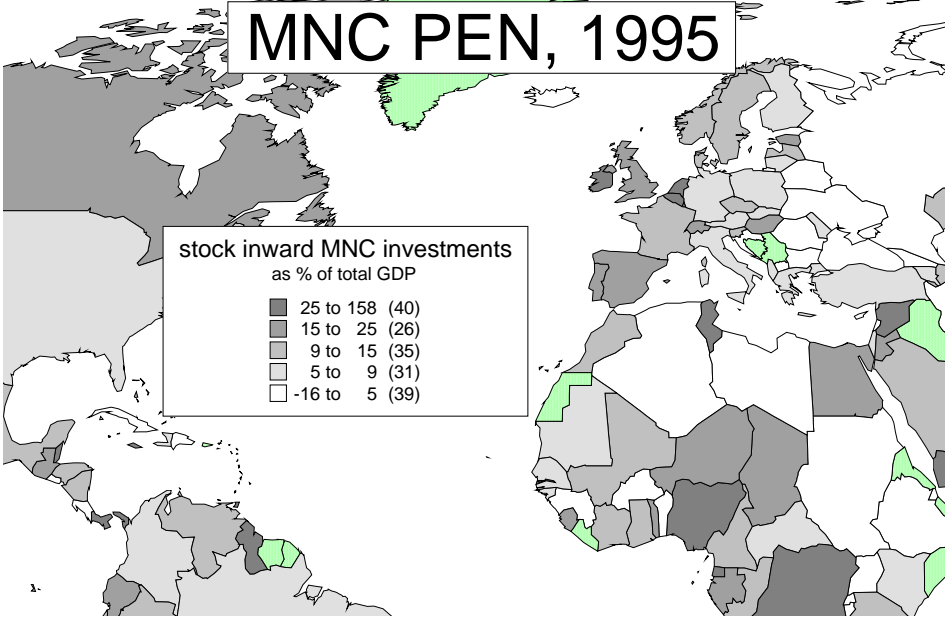 MNC PEN, 1995
stock inward MNC investments
as % of total GDP
25 to 158 (40)
15 to 25 (26)
9 to 15 (35)
5 to 9 (31)
-16 to 5 (39)